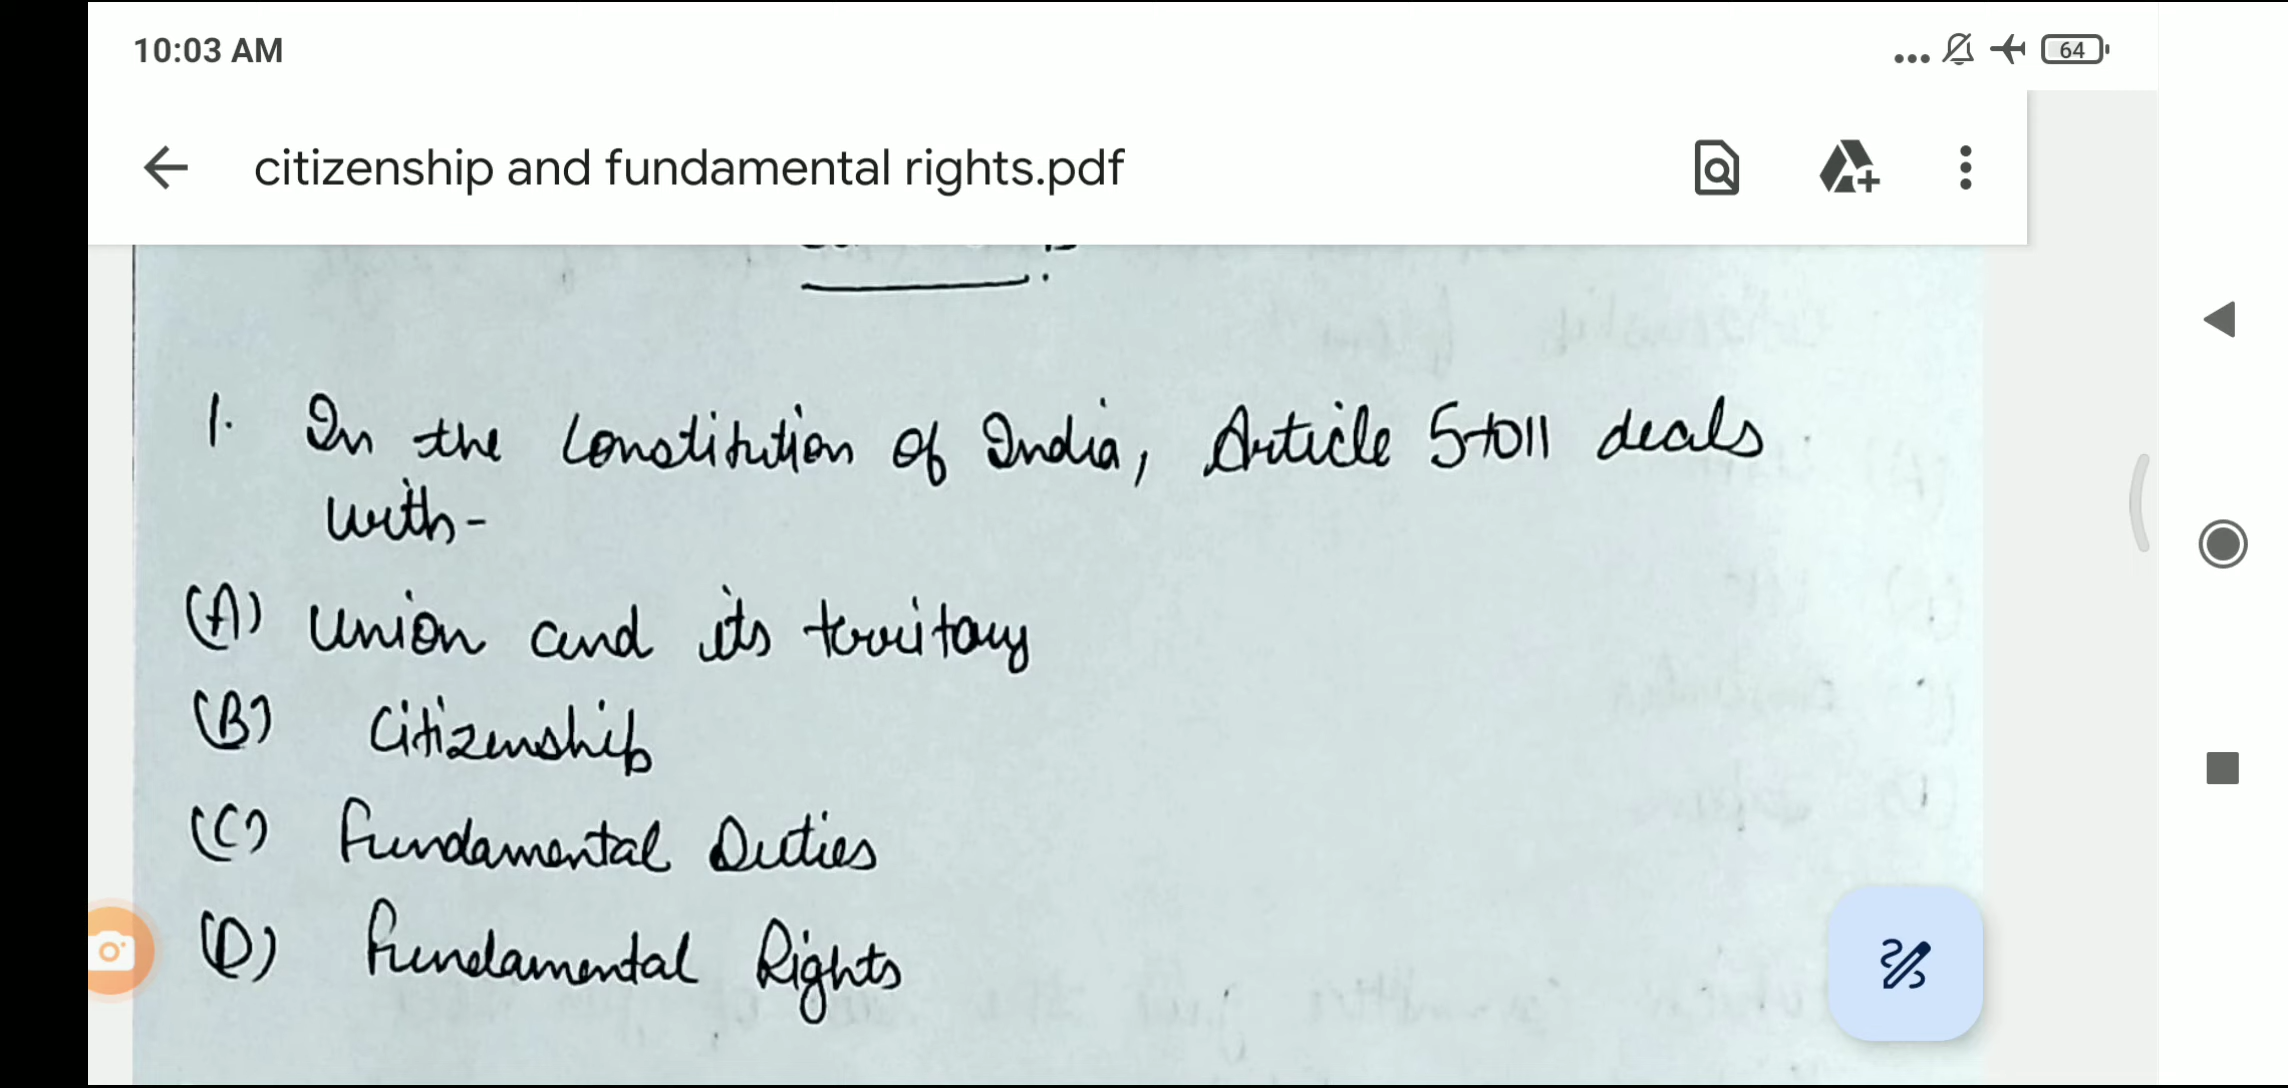 10:03 AM
64
citizenship and fundamental rights.pdf
1. In the Constitution of India, Article 5 to 11 deals
with-
(A) Union and its territory
(B) Citizenship
(C) Fundamental Duties
(D) Fundamental Rights